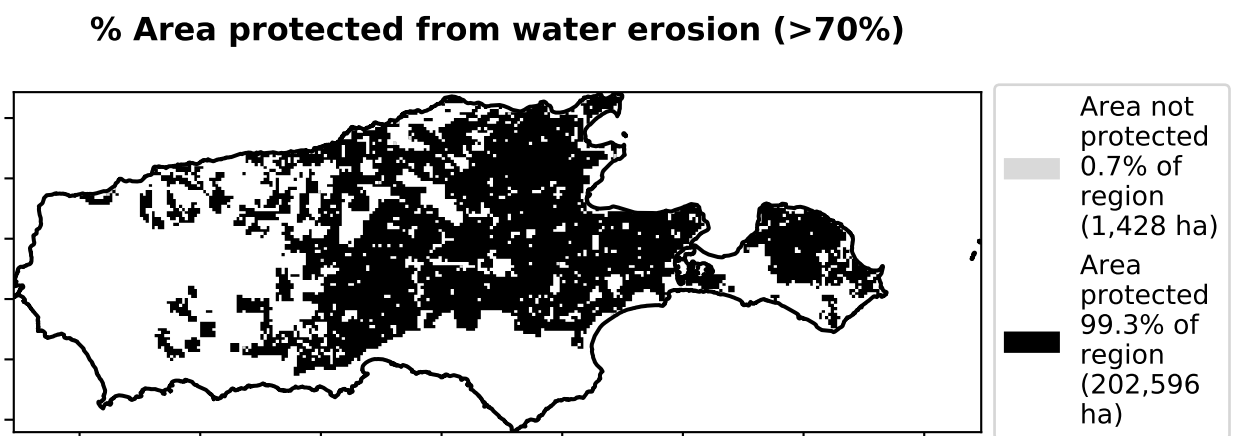 % Area protected from water erosion (>70%)
Area not
protected
0.7% of
region
(1,428 ha)
Area
protected
99.3% of
region
(202,596
ha)